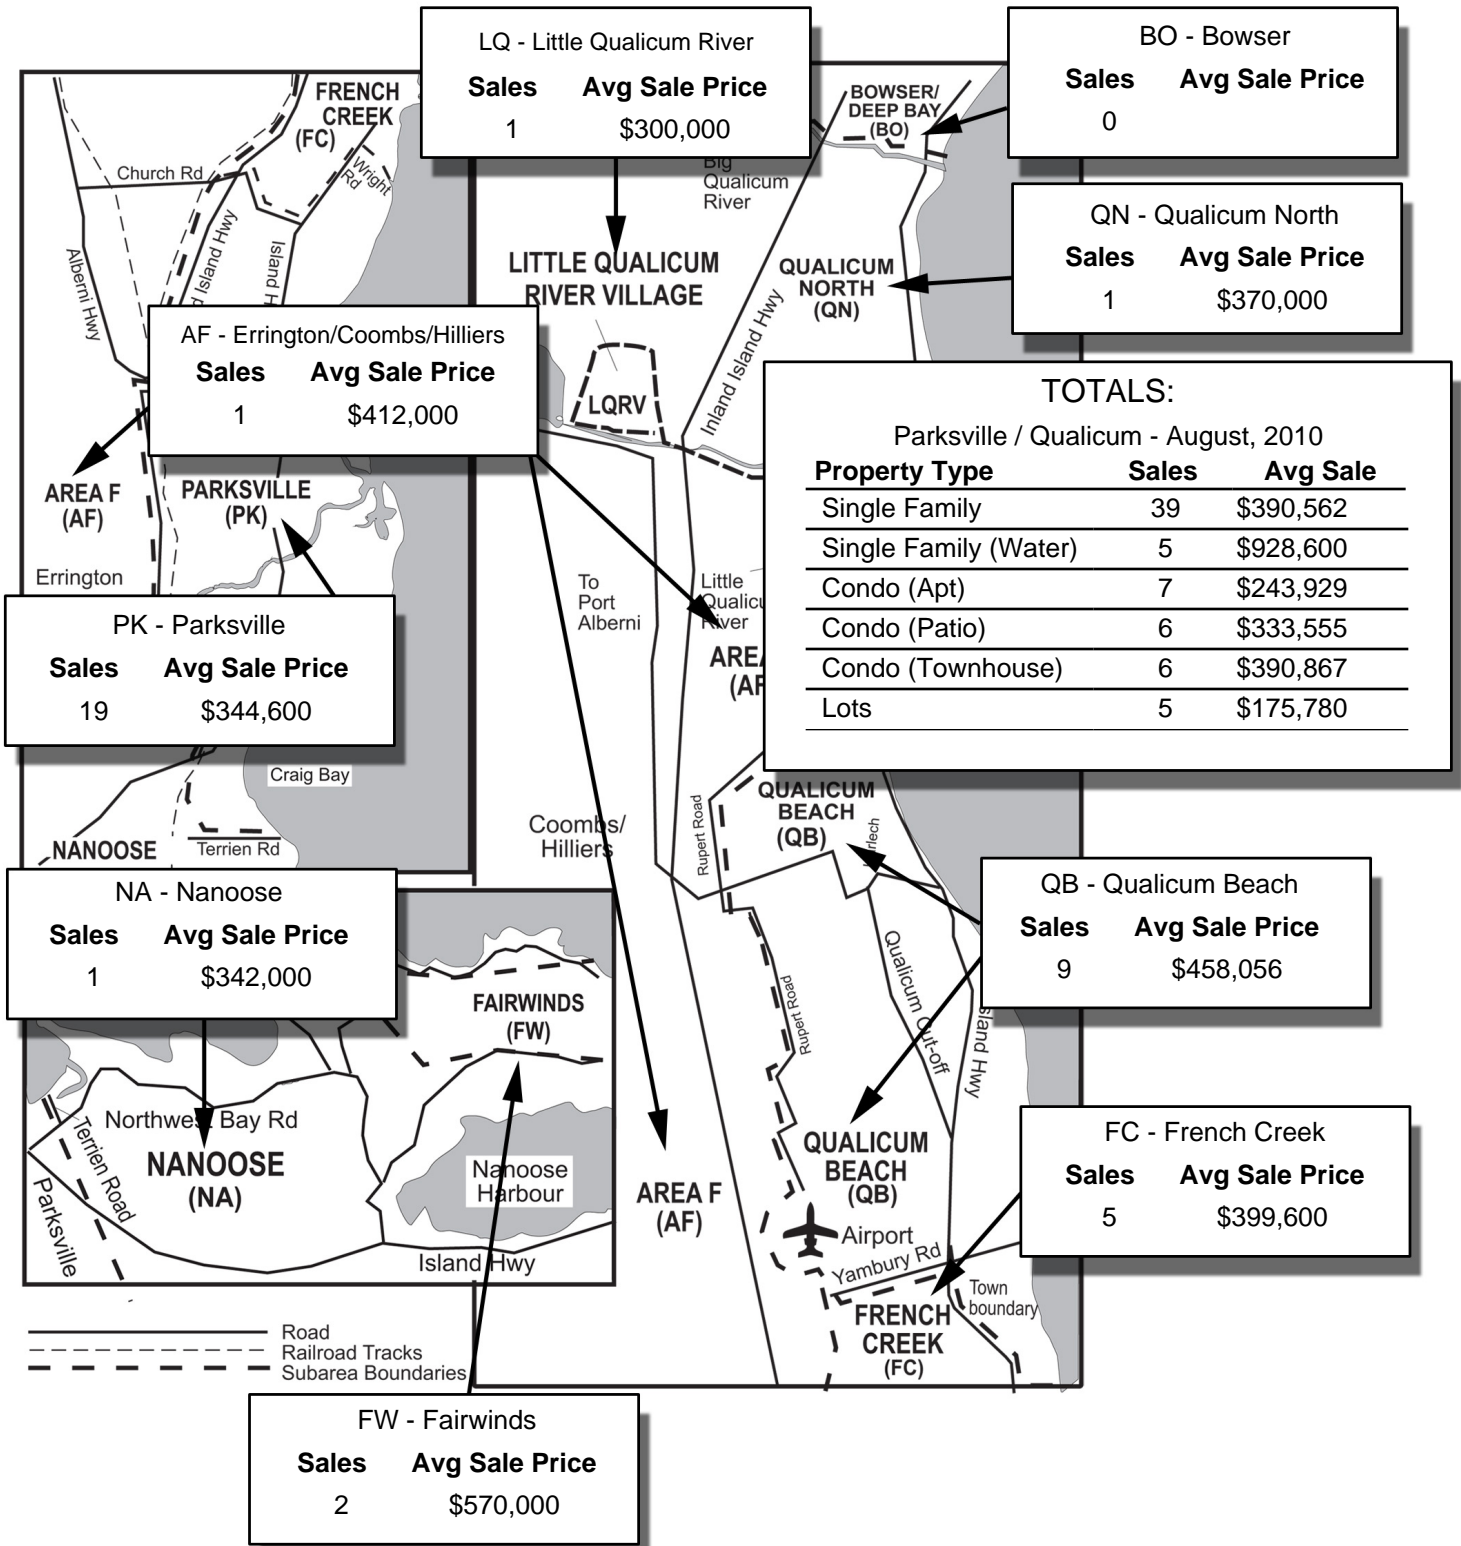 LQ - Little Qualicum River
Sales Avg Sale Price
1 $300,000
BO - Bowser
Sales Avg Sale Price
0
QN - Qualicum North
Sales Avg Sale Price
1 $370,000
FRENCH
CREEK
(FC)
Church Rd
Wright
Rd
Alberni Hwy
Island Hwy
Island
BOWSER/
DEEP BAY
(BO)
Big
Qualicum
River
LITTLE QUALICUM
RIVER VILLAGE
QUALICUM
NORTH
(QN)
Inland Island Hwy
LQRV
AF - Errington/Coombs/Hilliers
Sales Avg Sale Price
1 $412,000
TOTALS:
Parksville / Qualicum - August, 2010
Property Type Sales Avg Sale
Single Family 39 $390,562
Single Family (Water) 5 $928,600
Condo (Apt) 7 $243,929
Condo (Patio) 6 $333,555
Condo (Townhouse) 6 $390,867
Lots 5 $175,780
AREA F
(AF)
PARKSVILLE
(PK)
Errington
To
Port
Alberni
Little
River
PK - Parksville
Sales Avg Sale Price
19 $344,600
Craig Bay
Terrien Rd
NANOOSE
Coombs/
Hilliers
Rupert Road
QUALICUM
BEACH
(QB)
NA - Nanoose
Sales Avg Sale Price
1 $342,000
QB - Qualicum Beach
Sales Avg Sale Price
9 $458,056
Qualicum Cut-off
Rupert Road
Hwy
FAIRWINDS
(FW)
Northwest Bay Rd
Terrien Road
Parksville
NANOOSE
(NA)
Nanoose
Harbour
Island Hwy
AREA F
(AF)
QUALICUM
BEACH
(QB)
Airport
Yambury Rd
FC - French Creek
Sales Avg Sale Price
5 $399,600
Town
boundary
FRENCH
CREEK
(FC)
Road
Railroad Tracks
Subarea Boundaries
FW - Fairwinds
Sales Avg Sale Price
2 $570,000